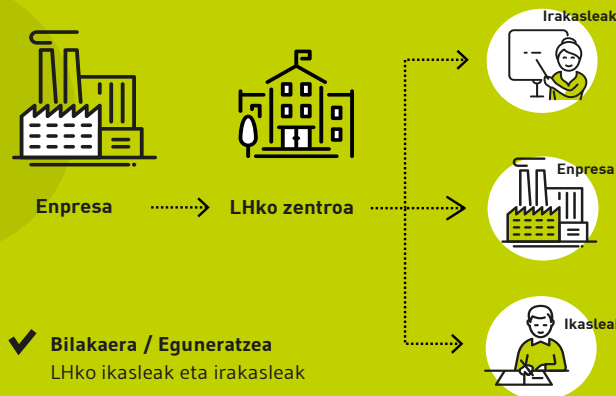 Irakasleak
Enpresa
Enpresa
LHko zentroa
Ikasleak
Bilakaera / Eguneratzea
LHko ikasleak eta irakasleak